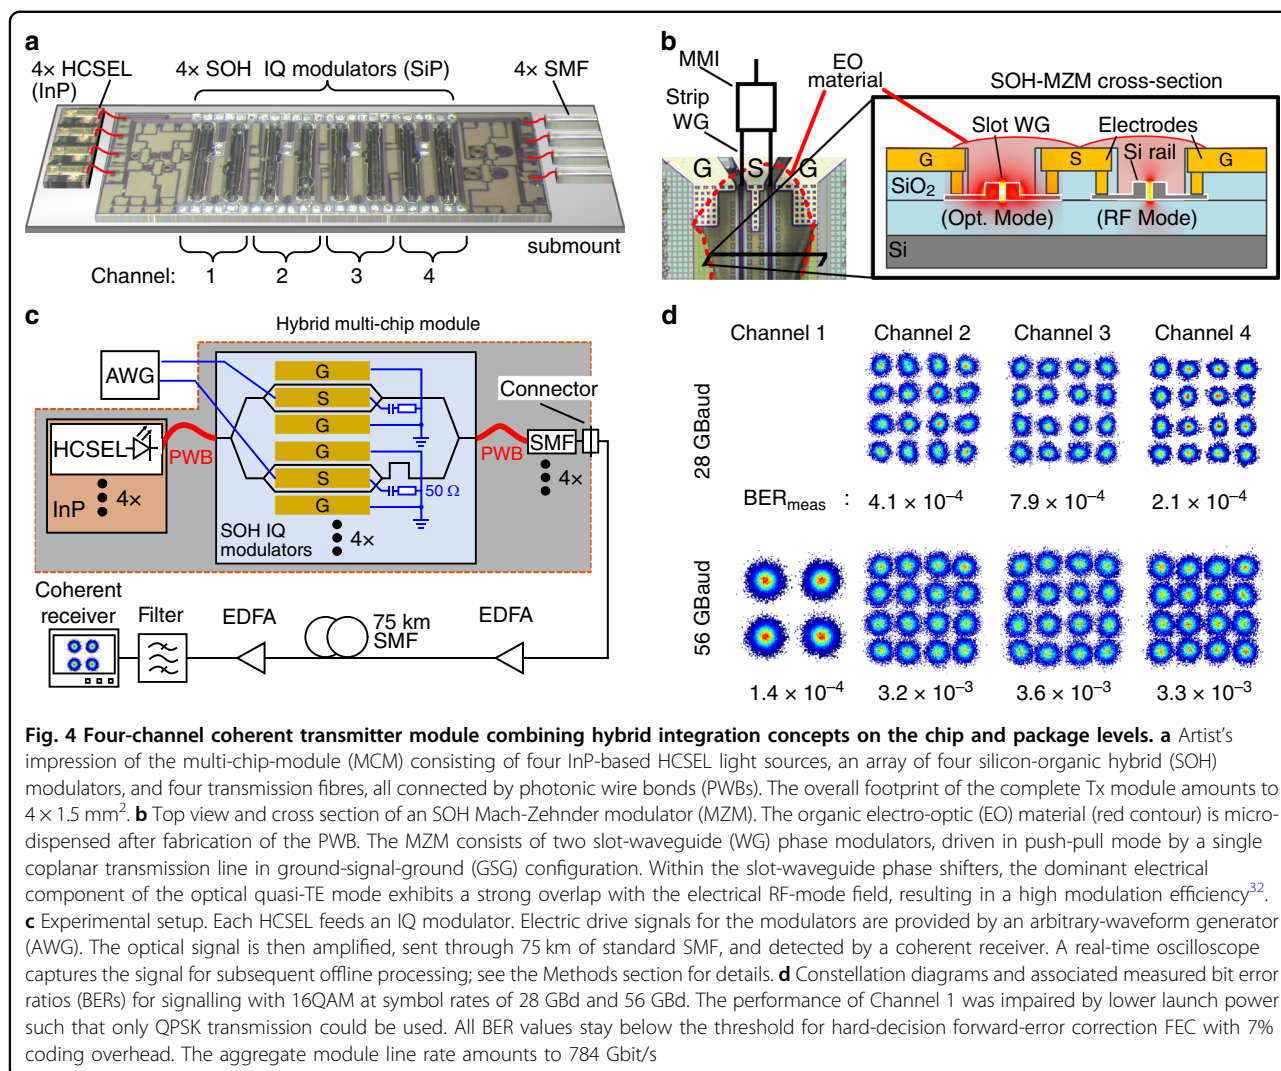 a
4× HCSEL
(InP)
4× SOH IQ modulators (SiP)
4× SMF
submount
Channel: 1 2 3 4
b
MMI
Strip
WG
EO
material
G S G
SOH-MZM cross-section
Slot WG
Electrodes
Si rail
G S G
SiO2
(Opt. Mode) (RF Mode)
Si
c
Hybrid multi-chip module
AWG
G
S
G
G
S
G
50 Ω
Connector
HCSEL
PWB
PWB
SMF
4×
4×
InP
SOH IQ
modulators
4×
Coherent
receiver
Filter
EDFA
75 km
SMF
EDFA
d
Channel 1 Channel 2 Channel 3 Channel 4
28 GBaud
BERmeas : 4.1 × 10−4 7.9 × 10−4 2.1 × 10−4
56 GBaud
1.4 × 10−4 3.2 × 10−3 3.6 × 10−3 3.3 × 10−3
Fig. 4 Four-channel coherent transmitter module combining hybrid integration concepts on the chip and package levels. a Artist's
impression of the multi-chip-module (MCM) consisting of four InP-based HCSEL light sources, an array of four silicon-organic hybrid (SOH)
modulators, and four transmission fibres, all connected by photonic wire bonds (PWBs). The overall footprint of the complete Tx module amounts to
4 × 1.5 mm2. b Top view and cross section of an SOH Mach-Zehnder modulator (MZM). The organic electro-optic (EO) material (red contour) is micro-
dispensed after fabrication of the PWB. The MZM consists of two slot-waveguide (WG) phase modulators, driven in push-pull mode by a single
coplanar transmission line in ground-signal-ground (GSG) configuration. Within the slot-waveguide phase shifters, the dominant electrical
component of the optical quasi-TE mode exhibits a strong overlap with the electrical RF-mode field, resulting in a high modulation efficiency32.
c Experimental setup. Each HCSEL feeds an IQ modulator. Electric drive signals for the modulators are provided by an arbitrary-waveform generator
(AWG). The optical signal is then amplified, sent through 75 km of standard SMF, and detected by a coherent receiver. A real-time oscilloscope
captures the signal for subsequent offline processing; see the Methods section for details. d Constellation diagrams and associated measured bit error
ratios (BERs) for signalling with 16QAM at symbol rates of 28 GBd and 56 GBd. The performance of Channel 1 was impaired by lower launch power
such that only QPSK transmission could be used. All BER values stay below the threshold for hard-decision forward-error correction FEC with 7%
coding overhead. The aggregate module line rate amounts to 784 Gbit/s